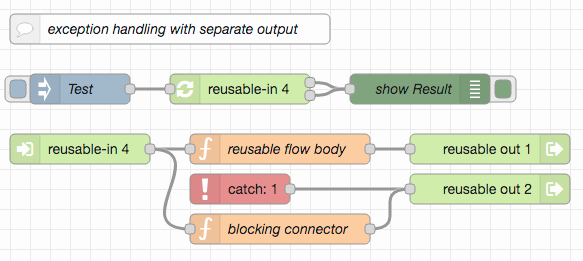 exception handling with separate output
Test
reusable-in 4
show Result
reusable-in 4
reusable flow body
reusable out 1
catch: 1
reusable out 2
blocking connector